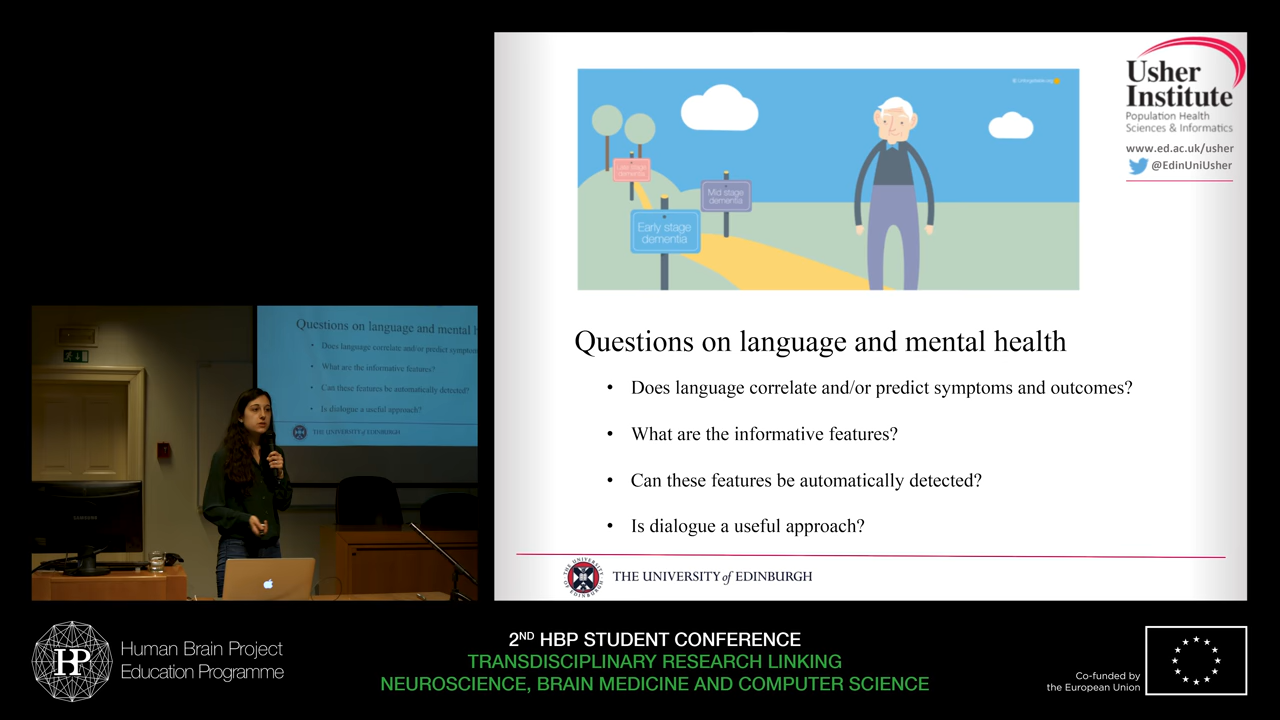 Usher
Institute
Population Health
Sciences & Informatics
www.ed.ac.uk/usher
@EdinUniUsher
Late stage
dementia
Mid stage
dementia
Early stage
dementia
Questions on language and mental health
• Does language correlate and/or predict symptoms and outcomes?
• What are the informative features?
• Can these features be automatically detected?
• Is dialogue a useful approach?
THE UNIVERSITY of EDINBURGH
Questions on language and mental h
• Does language correlate and/or predict symptom
• What are the informative features?
• Can these features be automatically detected?
• Is dialogue a useful approach?
THE UNIVERSITY of EDINBURGH
SAMSUNG
HBP
Human Brain Project
Education Programme
2ND HBP STUDENT CONFERENCE
TRANSDISCIPLINARY RESEARCH LINKING
NEUROSCIENCE, BRAIN MEDICINE AND COMPUTER SCIENCE
Co-funded by
the European Union